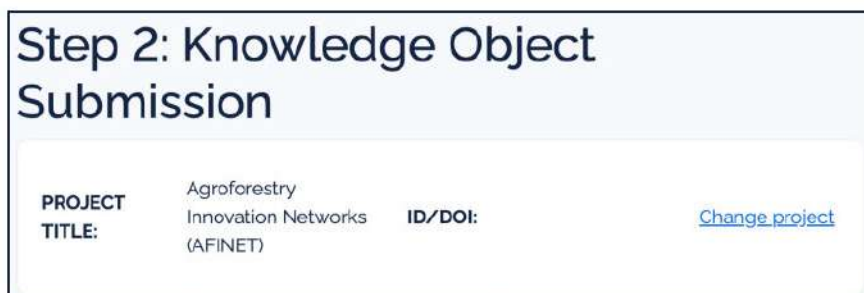 Step 2: Knowledge Object
Submission
PROJECT
TITLE:
Agroforestry
Innovation Networks
(AFINET)
ID/DOI:
Change project